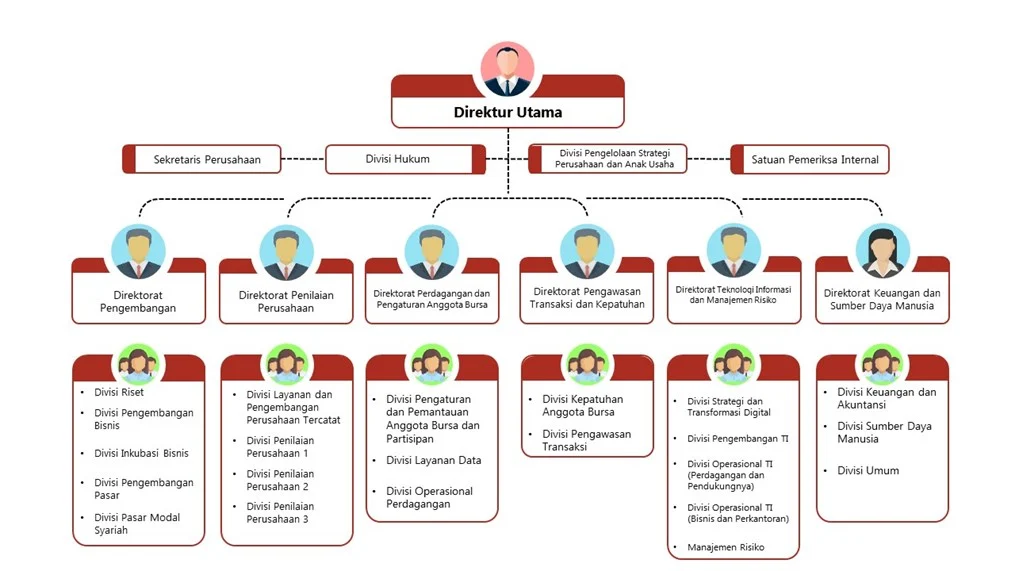 Direktur Utama
Sekretaris Perusahaan
Divisi Hukum
Divisi Pengelolaan Strategi
Perusahaan dan Anak Usaha
Satuan Pemeriksa Internal
Direktorat
Pengembangan
Direktorat Penilaian
Perusahaan
Direktorat Perdagangan dan
Pengaturan Anggota Bursa
Direktorat Pengawasan
Transaksi dan Kepatuhan
Direktorat Teknologi Informasi
dan Manajemen Risiko
Direktorat Keuangan dan
Sumber Daya Manusia
• Divisi Riset
• Divisi Pengembangan
Bisnis
• Divisi Inkubasi Bisnis
• Divisi Pengembangan
Pasar
• Divisi Pasar Modal
Syariah
• Divisi Layanan dan
Pengembangan
Perusahaan Tercatat
• Divisi Penilaian
Perusahaan 1
• Divisi Penilaian
Perusahaan 2
• Divisi Penilaian
Perusahaan 3
• Divisi Pengaturan
dan Pemantauan
Anggota Bursa dan
Partisipan
• Divisi Layanan Data
• Divisi Operasional
Perdagangan
• Divisi Kepatuhan
Anggota Bursa
• Divisi Pengawasan
Transaksi
• Divisi Strategi dan
Transformasi Digital
• Divisi Pengembangan TI
• Divisi Operasional TI
(Perdagangan dan
Pendukungnya)
• Divisi Operasional TI
(Bisnis dan Perkantoran)
• Manajemen Risiko
• Divisi Keuangan dan
Akuntansi
• Divisi Sumber Daya
Manusia
• Divisi Umum